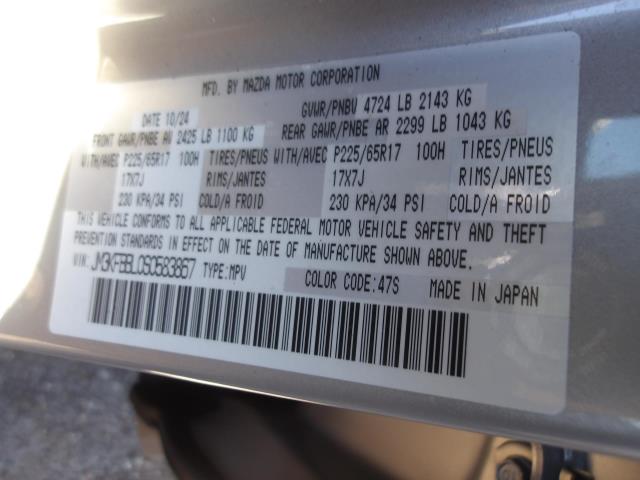 MFD. BY MAZDA MOTOR CORPORATION
DATE 10/24 GVWR/PNBV 4724 LB 2143 KG
FRONT GAWR/PNBE AV 2425 LB 1100 KG REAR GAWR/PNBE AR 2299 LB 1043 KG
WITH/AVEC P225/65R17 100H TIRES/PNEUS WITH/AVEC P225/65R17 100H TIRES/PNEUS
17X7J RIMS/JANTES 17X7J RIMS/JANTES
230 KPA/34 PSI COLD/A FROID 230 KPA/34 PSI COLD/A FROID
THIS VEHICLE CONFORMS TO ALL APPLICABLE FEDERAL MOTOR VEHICLE SAFETY AND THEFT
PREVENTION STANDARDS IN EFFECT ON THE DATE OF MANUFACTURE SHOWN ABOVE.
VIN: JM3KFBBL0S0583867 TYPE: MPV COLOR CODE: 47S MADE IN JAPAN